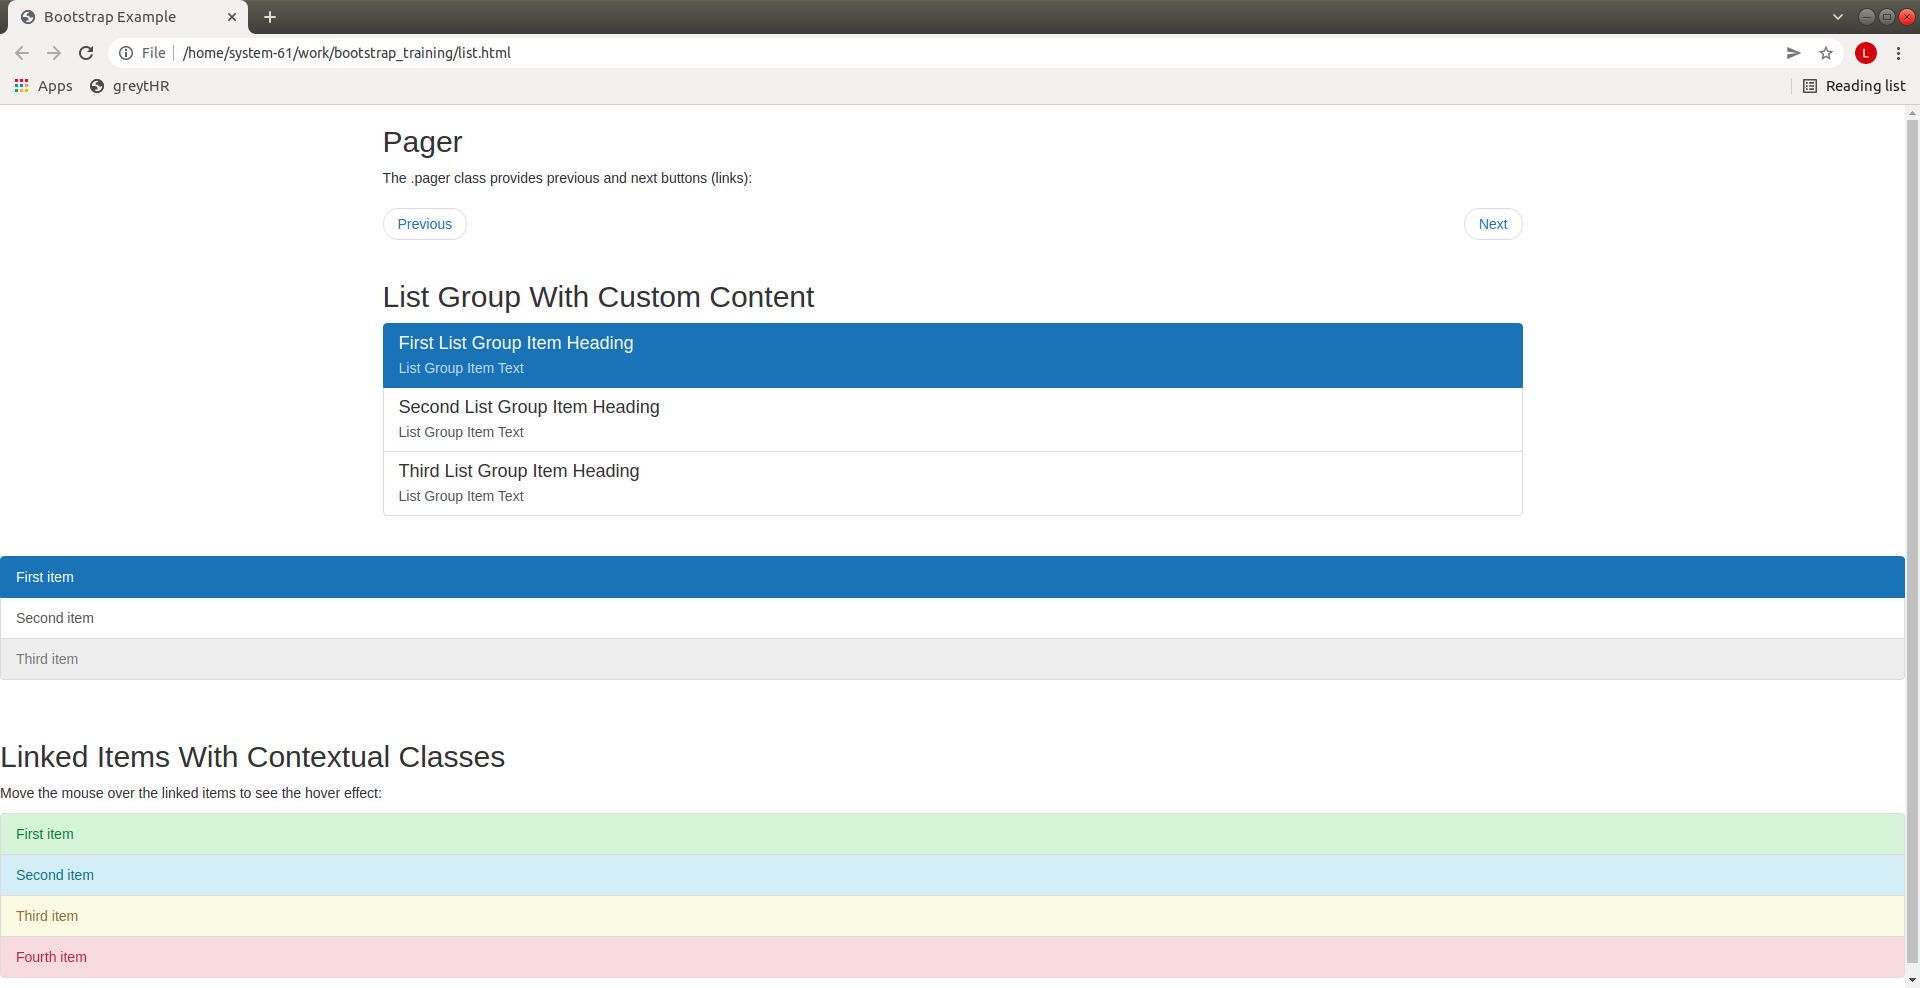 Bootstrap Example
File
/home/system-61/work/bootstrap_training/list.html
L
Apps
greytHR
Reading list
Pager
The .pager class provides previous and next buttons (links):
Previous
Next
List Group With Custom Content
First List Group Item Heading
List Group Item Text
Second List Group Item Heading
List Group Item Text
Third List Group Item Heading
List Group Item Text
First item
Second item
Third item
Linked Items With Contextual Classes
Move the mouse over the linked items to see the hover effect:
First item
Second item
Third item
Fourth item